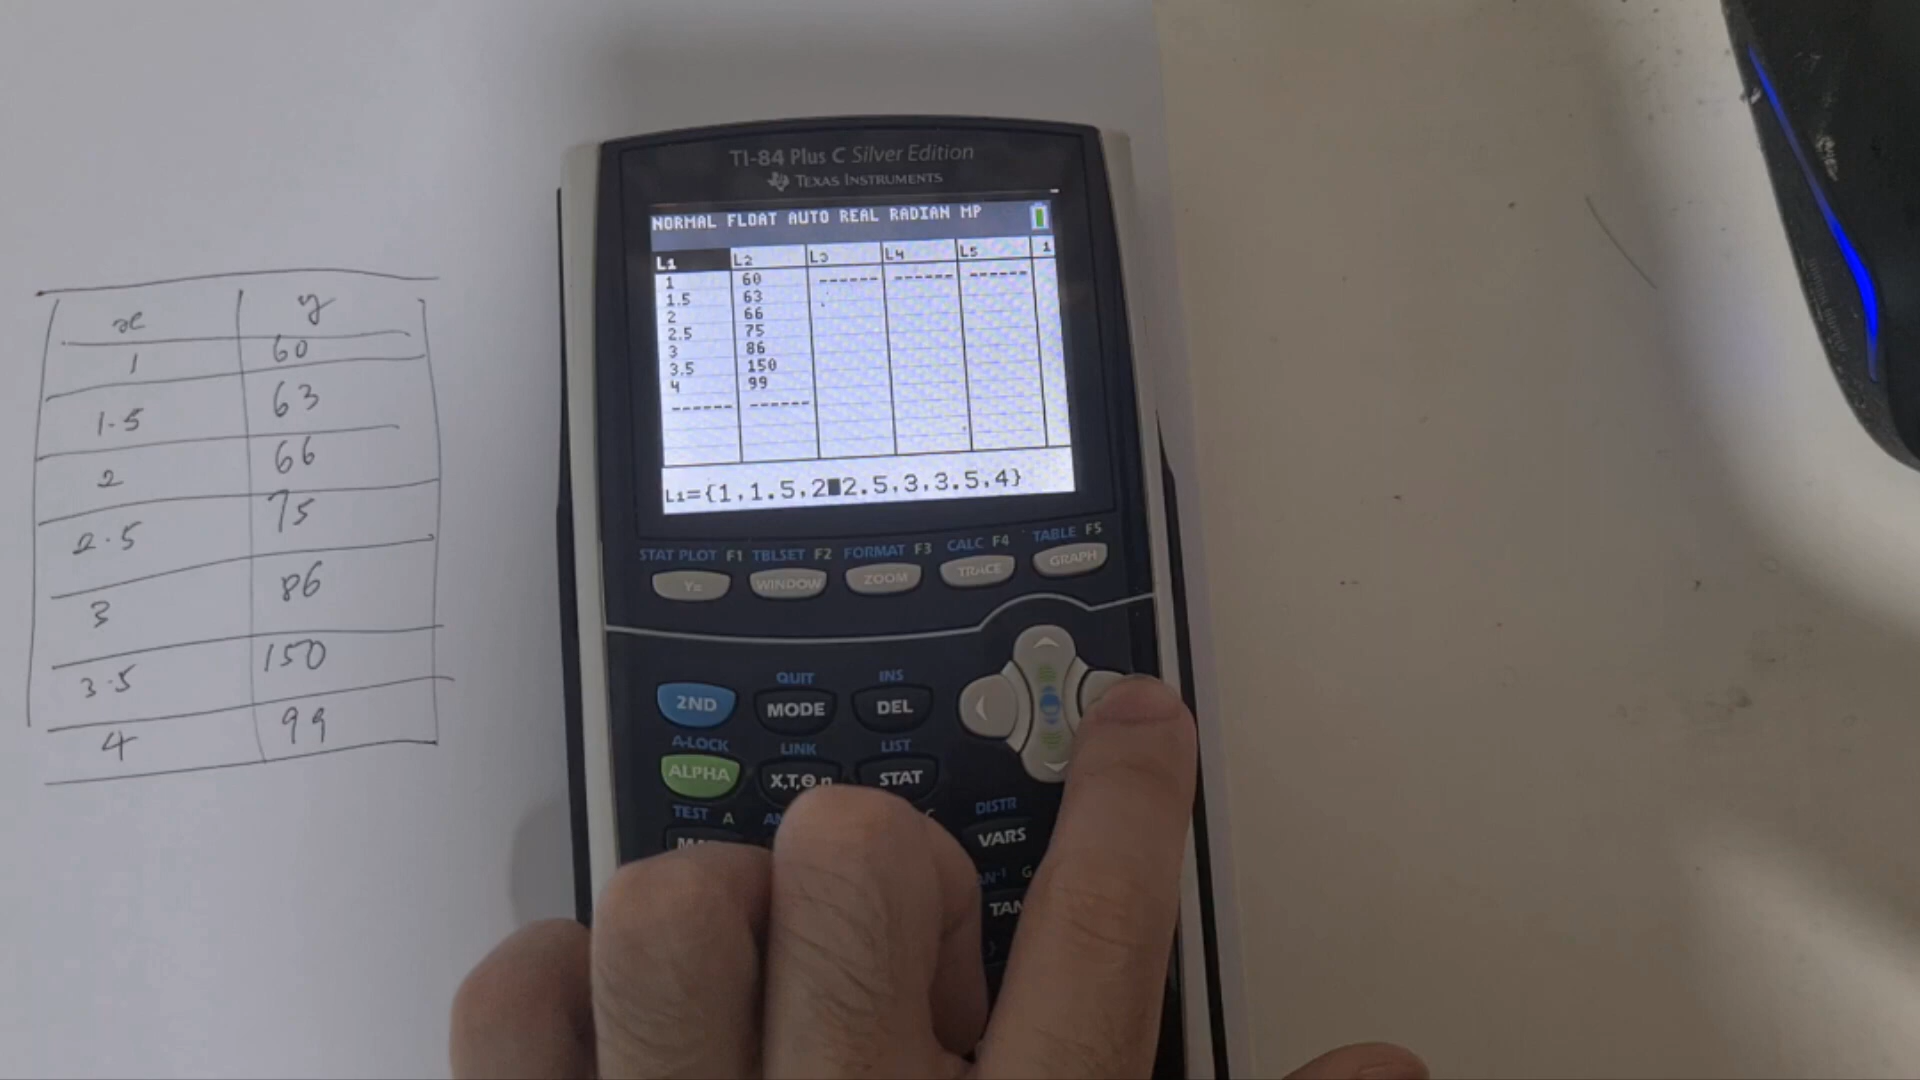 x y
1 60
1.5 63
2 66
2.5 75
3 86
3.5 150
4 99
TI-84 Plus C Silver Edition
TEXAS INSTRUMENTS
NORMAL FLOAT AUTO REAL RADIAN MP
L1 L2 L3 L4 L5 1
1 60 ------ ------ ------
1.5 63
2 66
2.5 75
3 86
3.5 150
4 99
------ ------
L1={1,1.5,2 2.5,3,3.5,4}
STAT PLOT F1 TBLSET F2 FORMAT F3 CALC F4 TABLE F5
Y= WINDOW ZOOM TRACE GRAPH
QUIT INS
2ND MODE DEL
A-LOCK LINK LIST
ALPHA X,T,Θ,n STAT
TEST A DISTR
VARS
G
TAN